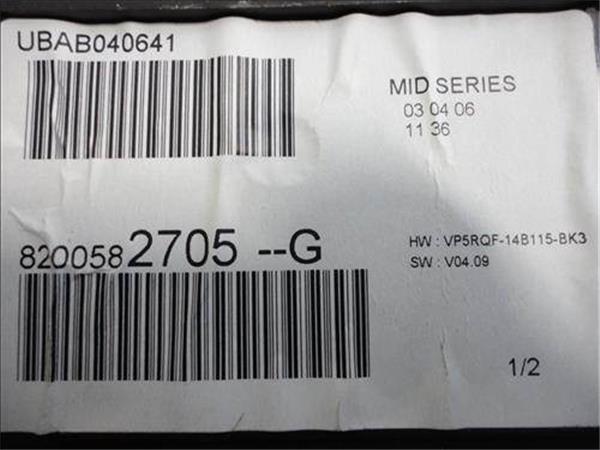 UBAB040641
MID SERIES
03 04 06
11 36
8200582705 --G
HW : VP5RQF-14B115-BK3
SW : V04.09
1/2